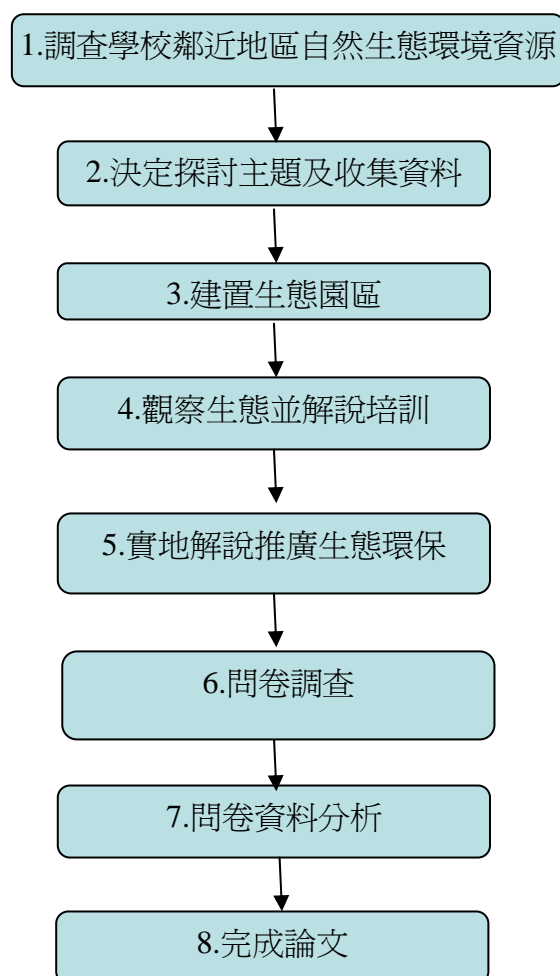 1.調查學校鄰近地區自然生態環境資源
2.決定探討主題及收集資料
3.建置生態園區
4.觀察生態並解說培訓
5.實地解說推廣生態環保
6.問卷調查
7.問卷資料分析
8.完成論文